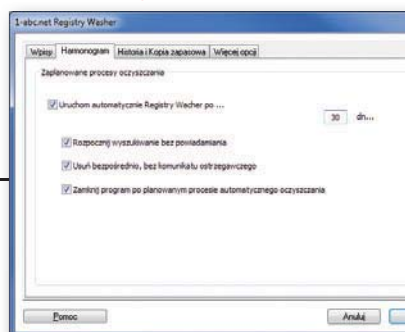 1-abc.net Registry Washer
Wpisy Harmonogram Historia i Kopia zapasowa Więcej opcji
Zaplanowane procesy oczyszczania
Uruchom automatycznie Registry Wacher po ...
30 dn...
Rozpocznij wyszukiwanie bez powiadamiania
Usuń bezpośrednio, bez komunikatu ostrzegawczego
Zamknij program po planowanym procesie automatycznego oczyszczania
Pomoc Anuluj